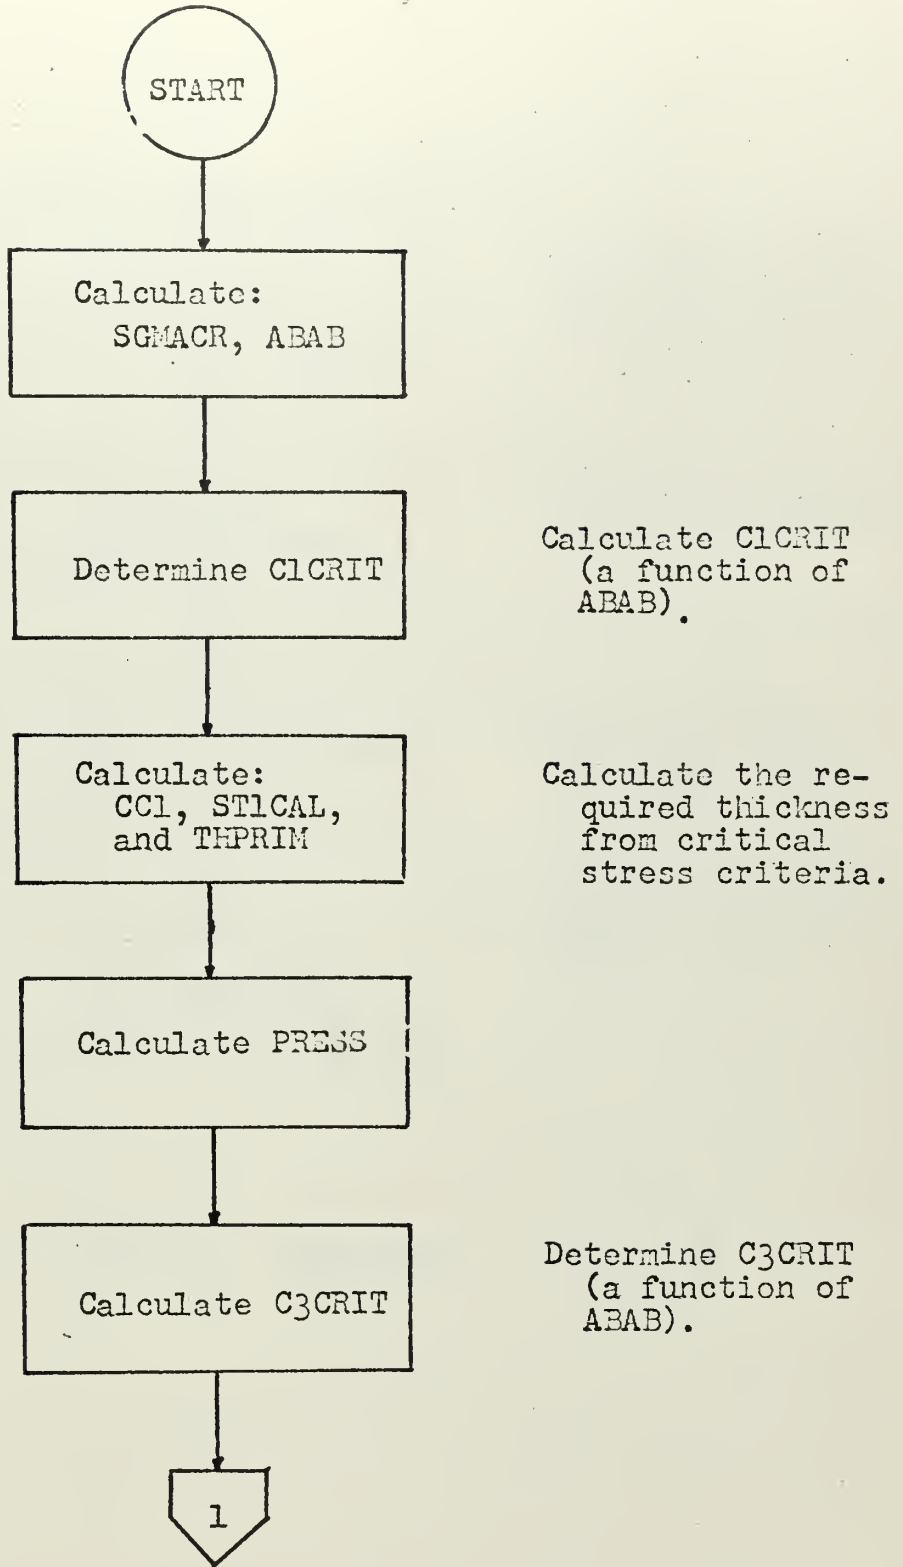 START
Calculate:
SGMACR, ABAB
Determine C1CRIT
Calculate C1CRIT
(a function of
ABAB).
Calculate:
CC1, ST1CAL,
and THPRIM
Calculate the re-
quired thickness
from critical
stress criteria.
Calculate PRESS
Calculate C3CRIT
Determine C3CRIT
(a function of
ABAB).
1